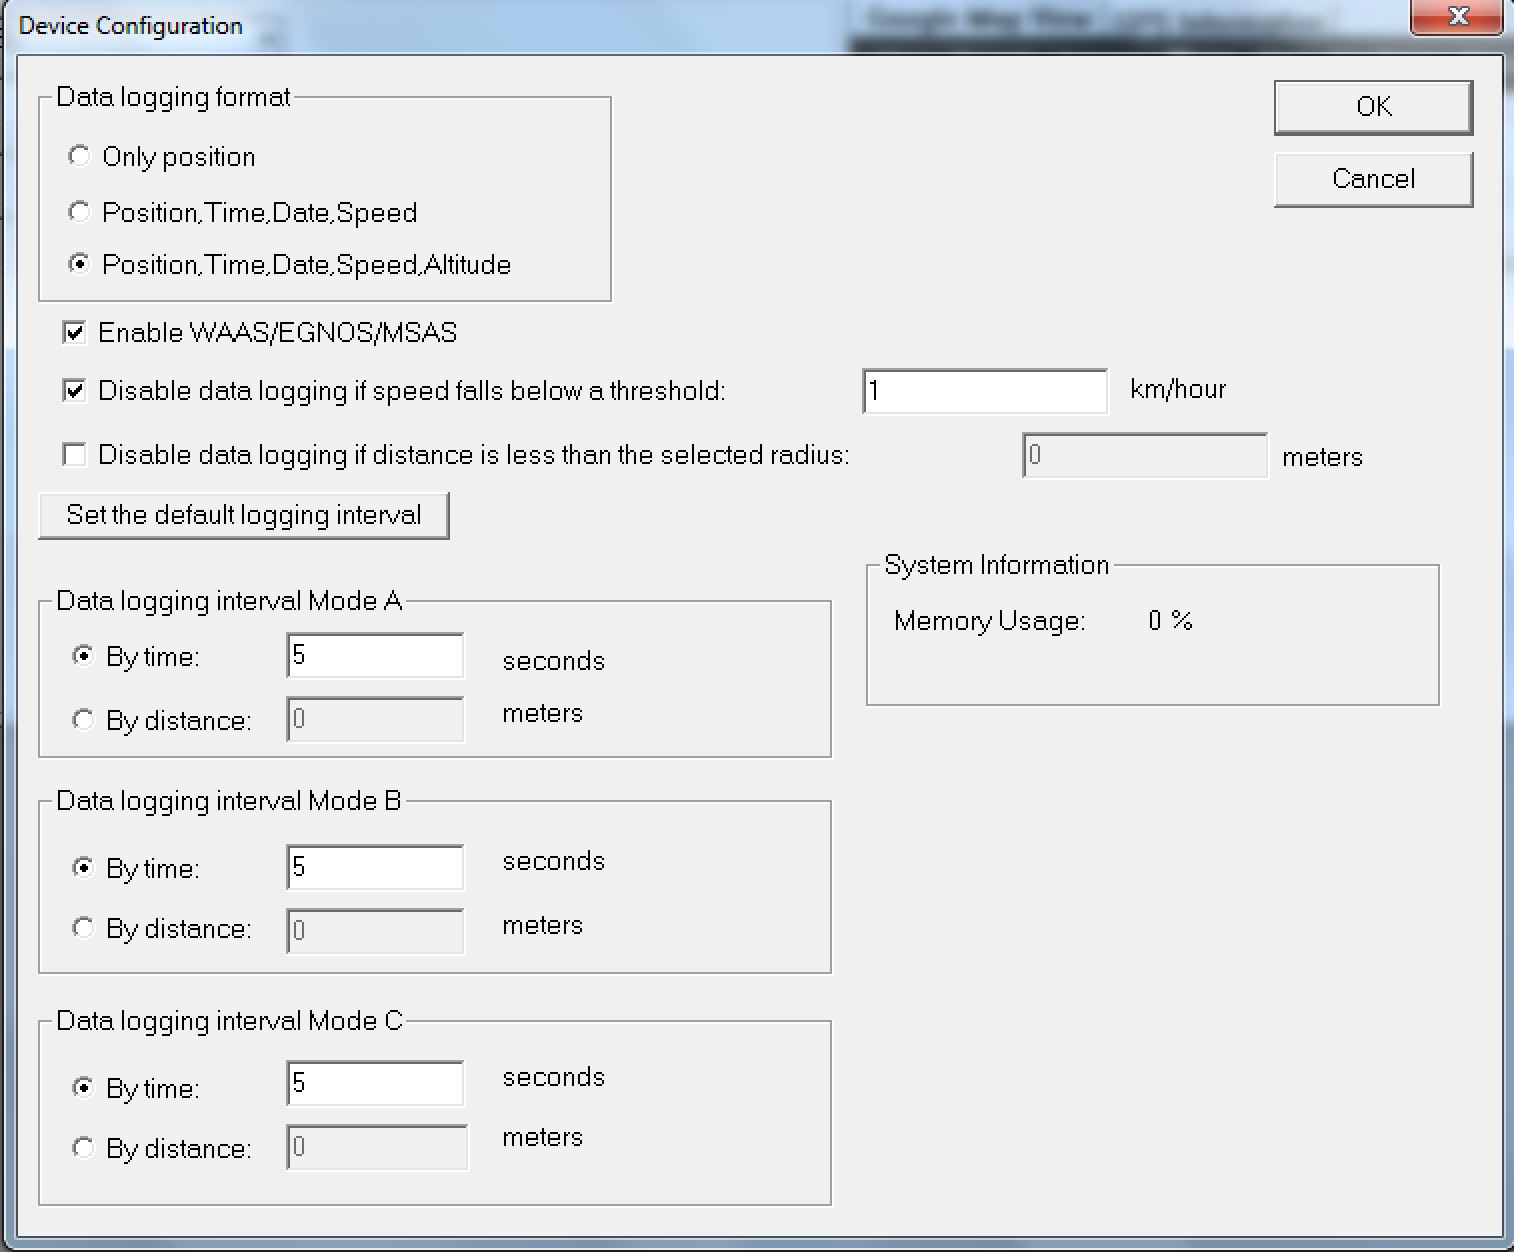 Device Configuration
Data logging format
Only position
Position,Time,Date,Speed
Position,Time,Date,Speed,Altitude
OK
Cancel
Enable WAAS/EGNOS/MSAS
Disable data logging if speed falls below a threshold: 1 km/hour
Disable data logging if distance is less than the selected radius: 0 meters
Set the default logging interval
System Information
Memory Usage: 0 %
Data logging interval Mode A
By time: 5 seconds
By distance: 0 meters
Data logging interval Mode B
By time: 5 seconds
By distance: 0 meters
Data logging interval Mode C
By time: 5 seconds
By distance: 0 meters